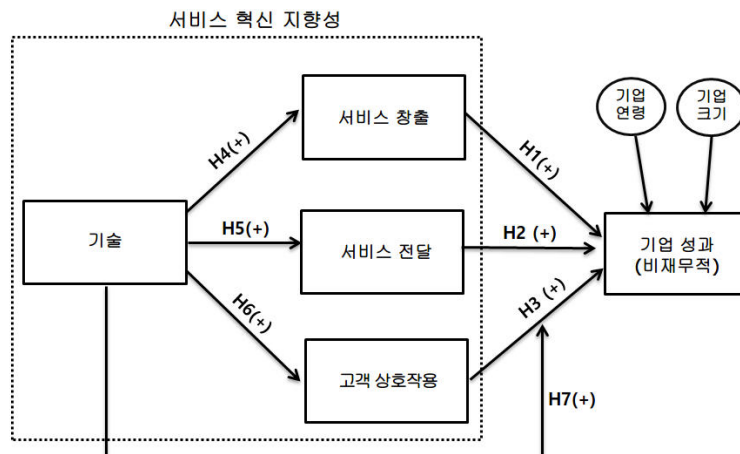 서비스 혁신 지향성
서비스 창출
기업
연령
기업
크기
H4(+)
H1(+)
기술
H5(+)
서비스 전달
H2 (+)
기업 성과
(비재무적)
H6(+)
H3 (+)
고객 상호작용
H7(+)